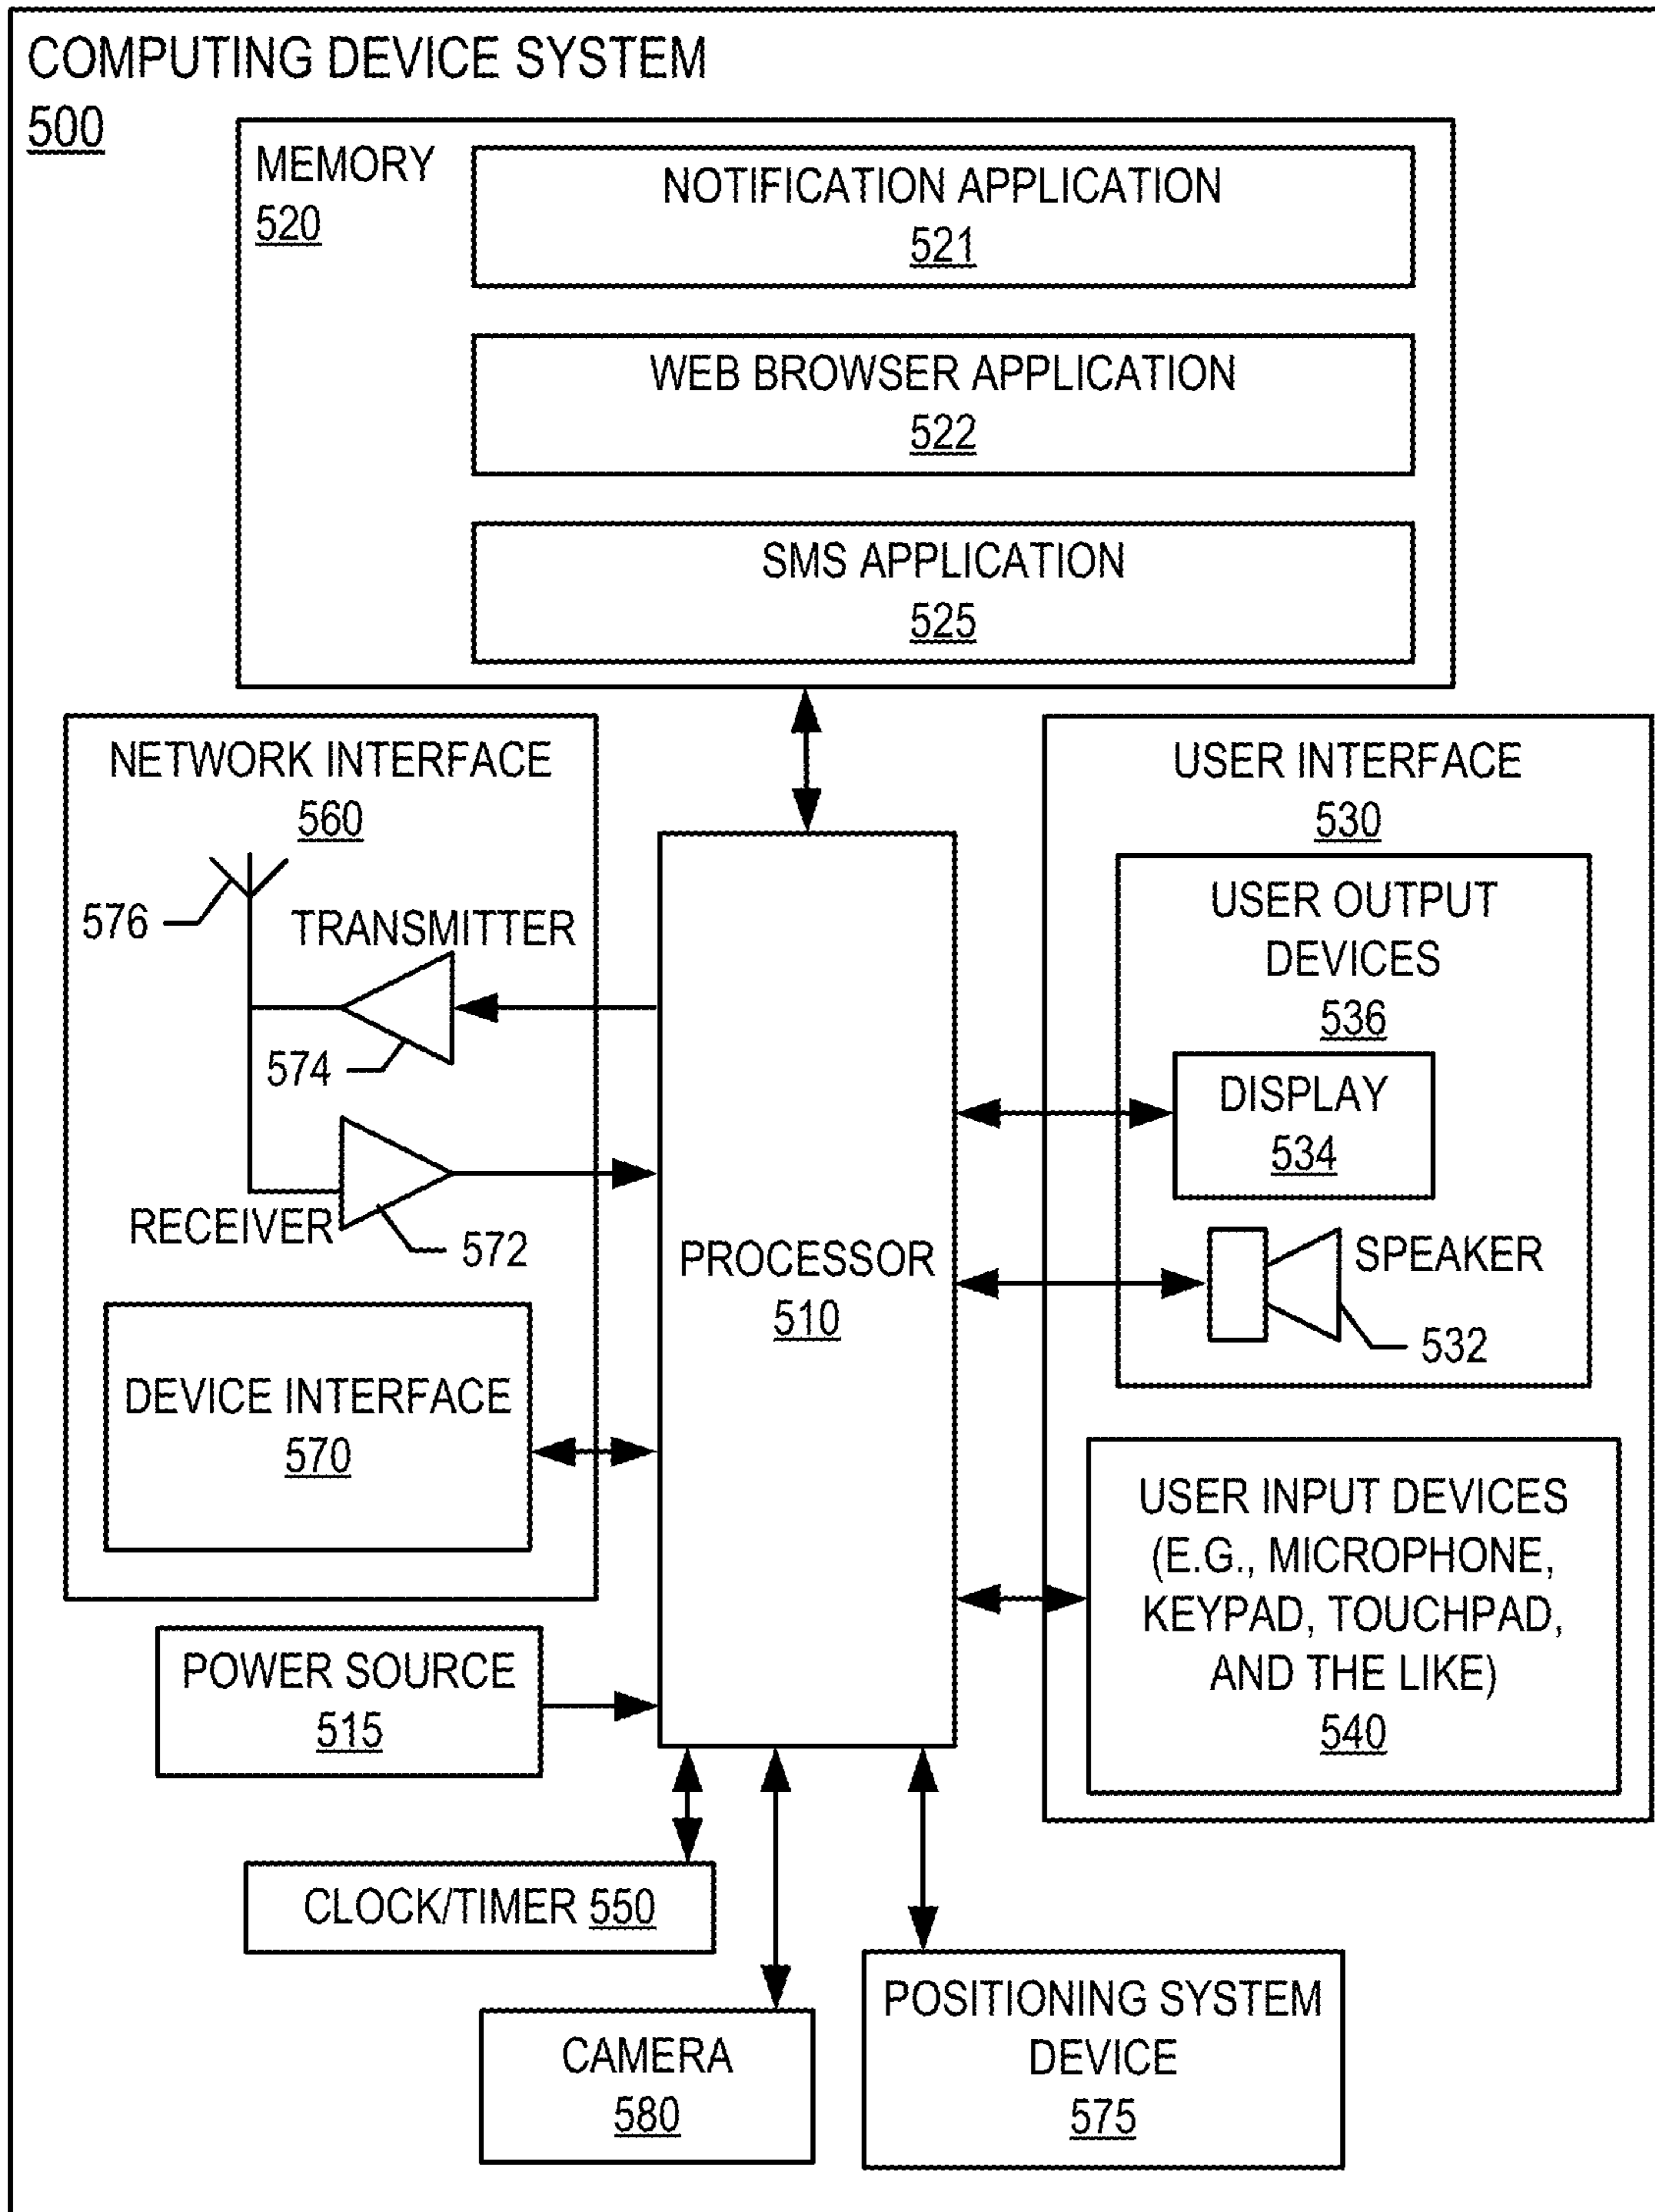 COMPUTING DEVICE SYSTEM
500
MEMORY
520
NOTIFICATION APPLICATION
521
WEB BROWSER APPLICATION
522
SMS APPLICATION
525
NETWORK INTERFACE
560
576
TRANSMITTER
574
RECEIVER
572
DEVICE INTERFACE
570
POWER SOURCE
515
PROCESSOR
510
USER INTERFACE
530
USER OUTPUT
DEVICES
536
DISPLAY
534
SPEAKER
532
USER INPUT DEVICES
(E.G., MICROPHONE,
KEYPAD, TOUCHPAD,
AND THE LIKE)
540
CLOCK/TIMER 550
CAMERA
580
POSITIONING SYSTEM
DEVICE
575